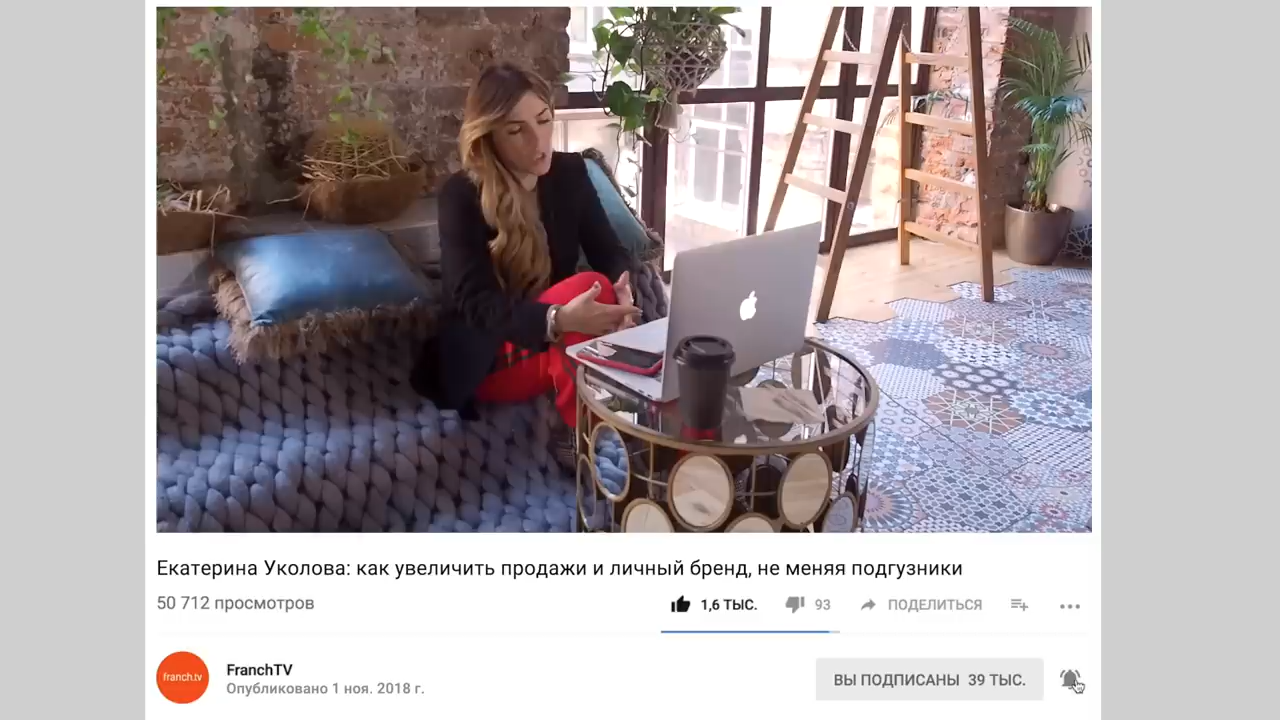 Екатерина Уколова: как увеличить продажи и личный бренд, не меняя подгузники
50 712 просмотров
1,6 ТЫС.
93
ПОДЕЛИТЬСЯ
franch.tv
FranchTV
Опубликовано 1 ноя. 2018 г.
ВЫ ПОДПИСАНЫ 39 ТЫС.